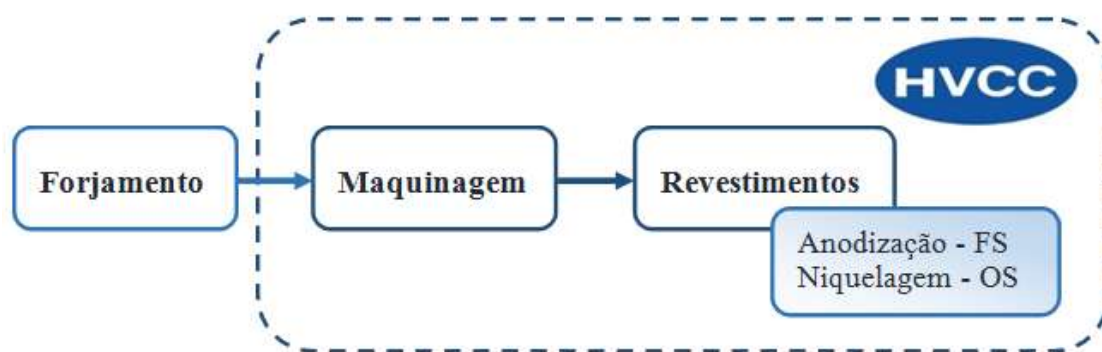 HVCC
Forjamento
Maquinagem
Revestimentos
Anodização - FS
Niquelagem - OS